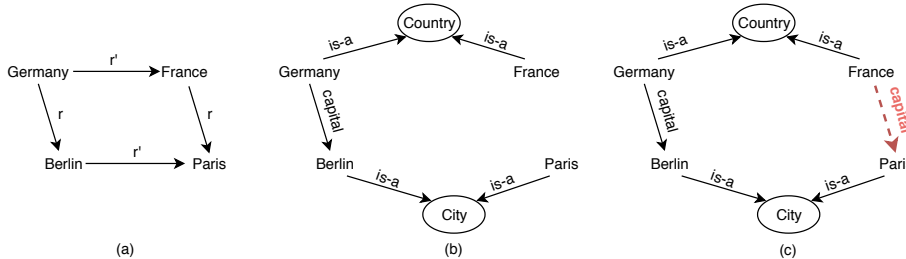 Germany
r'
France
r
r
Berlin
r'
Paris
(a)
Country
is-a
is-a
Germany
France
capital
Berlin
Paris
is-a
is-a
City
(b)
Country
is-a
is-a
Germany
France
capital
capital
Berlin
Pari
is-a
is-a
City
(c)